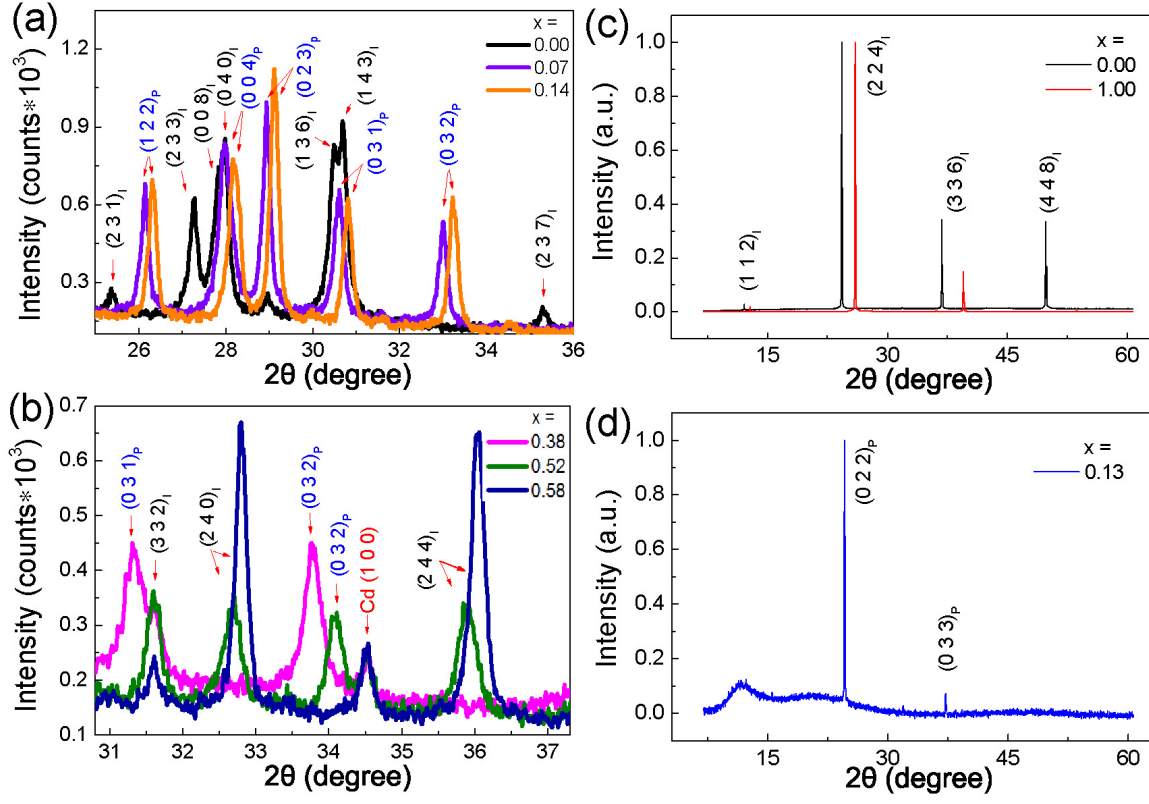 (a)
Intensity (counts*10³)
1.2
0.9
0.6
0.3
26
28
30
32
34
36
2θ (degree)
x =
0.00
0.07
0.14
(2 3 1)I
(1 2 2)P
(2 3 3)I
(0 0 8)I
(0 4 0)I
(0 0 4)P
(0 2 3)P
(1 3 6)I
(1 4 3)I
(0 3 1)P
(0 3 2)P
(2 3 7)I
(c)
Intensity (a.u.)
1.0
0.8
0.6
0.4
0.2
0.0
15
30
45
60
2θ (degree)
x =
0.00
1.00
(1 1 2)I
(2 2 4)I
(3 3 6)I
(4 4 8)I
(b)
Intensity (counts*10³)
0.7
0.6
0.5
0.4
0.3
0.2
0.1
31
32
33
34
35
36
37
2θ (degree)
x =
0.38
0.52
0.58
(0 3 1)P
(3 3 2)I
(2 4 0)I
(0 3 2)P
(0 3 2)P
Cd (1 0 0)
(2 4 4)I
(d)
Intensity (a.u.)
1.0
0.8
0.6
0.4
0.2
0.0
15
30
45
60
2θ (degree)
x =
0.13
(0 2 2)P
(0 3 3)P